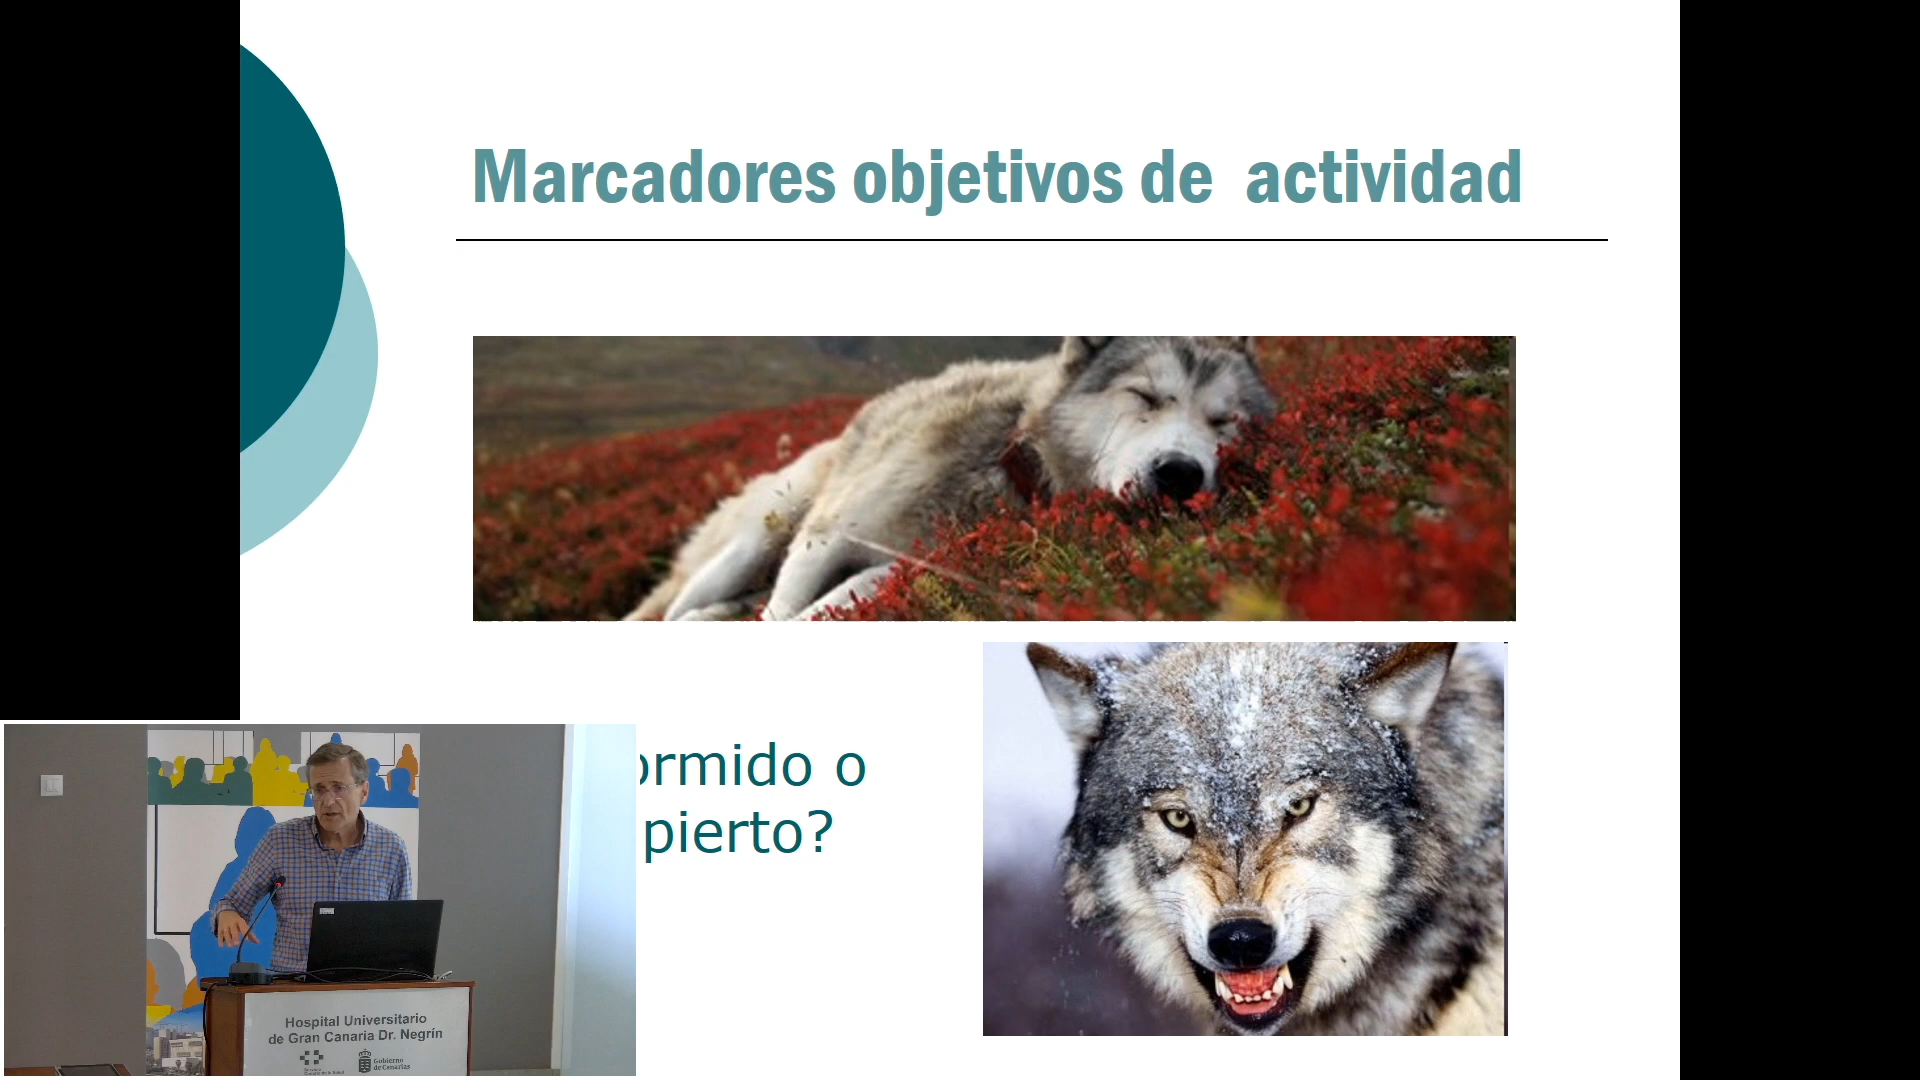 Marcadores objetivos de  actividad
ormido o
pierto?
Hospital Universitario
de Gran Canaria Dr. Negrín
Gobierno
de Canarias